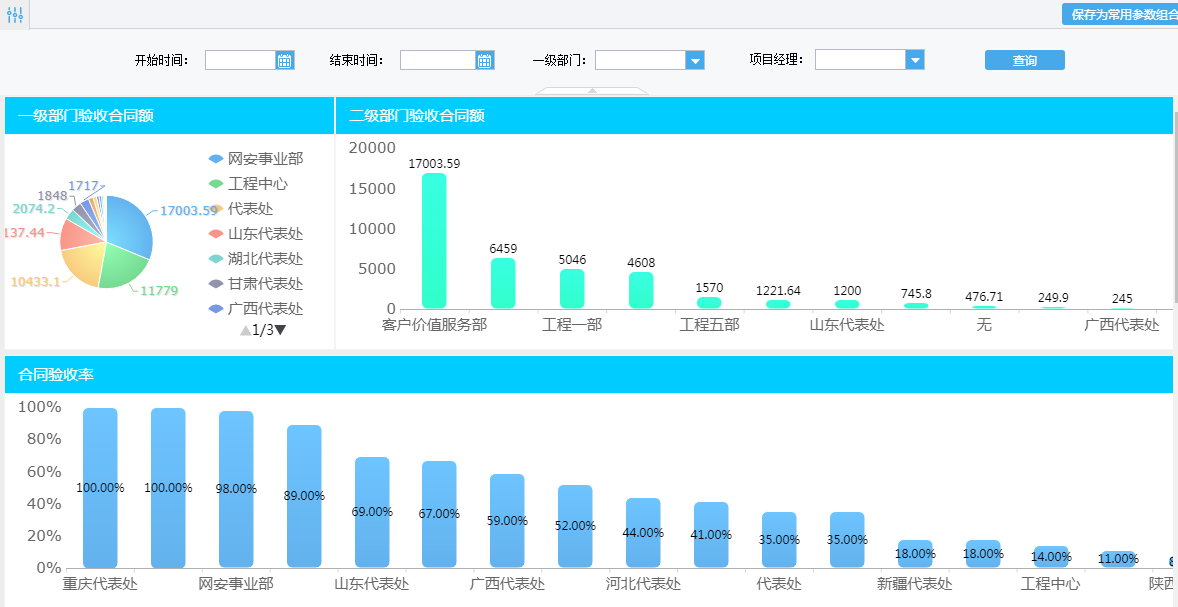 保存为常用参数组合
开始时间： 结束时间： 一级部门： 项目经理： 查询
一级部门验收合同额
1717
1848
2074.2
17003.59
137.44
10433.1
11779
网安事业部
工程中心
代表处
山东代表处
湖北代表处
甘肃代表处
广西代表处
1/3
二级部门验收合同额
20000
15000
10000
5000
0
17003.59 6459 5046 4608 1570 1221.64 1200 745.8 476.71 249.9 245
客户价值服务部 工程一部 工程五部 山东代表处 无 广西代表处
合同验收率
100%
80%
60%
40%
20%
0%
100.00% 100.00% 98.00% 89.00% 69.00% 67.00% 59.00% 52.00% 44.00% 41.00% 35.00% 35.00% 18.00% 18.00% 14.00% 11.00%
重庆代表处 网安事业部 山东代表处 广西代表处 河北代表处 代表处 新疆代表处 工程中心 陕西